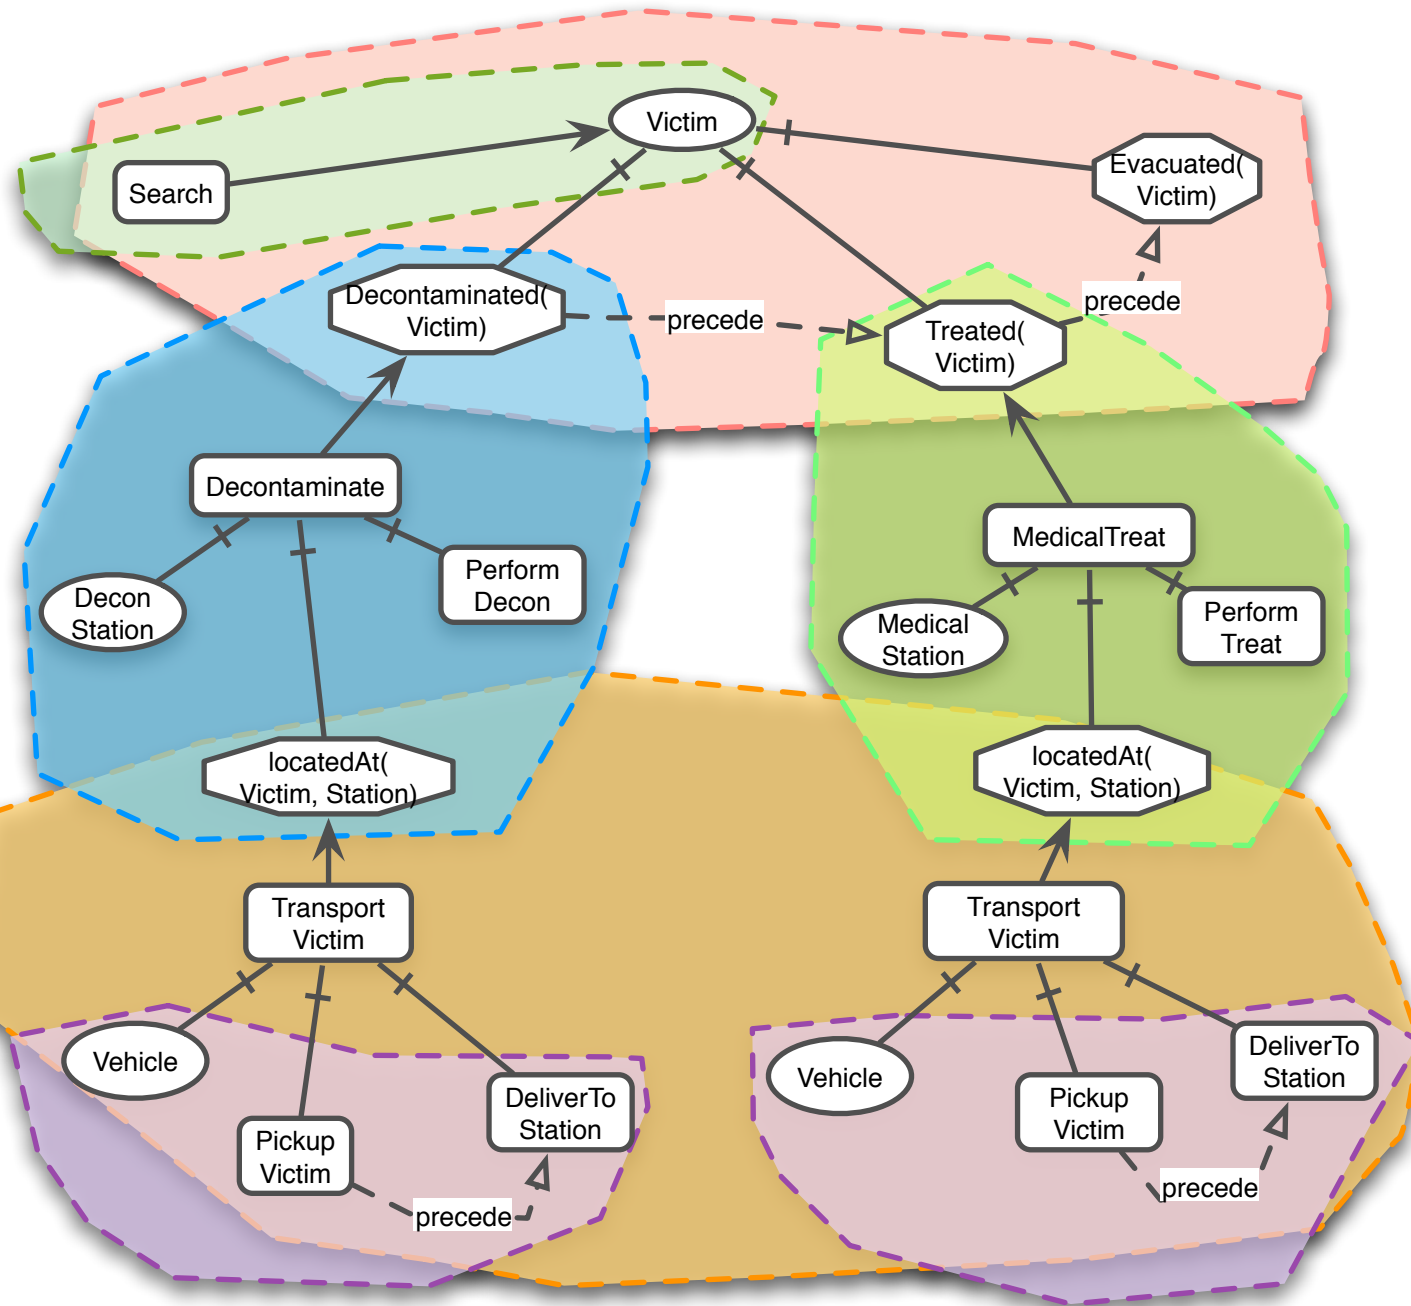 Victim
Search
Evacuated(
Victim)
Decontaminated(
Victim)
precede
precede
Treated(
Victim)
Decontaminate
MedicalTreat
Decon
Station
Perform
Decon
Medical
Station
Perform
Treat
locatedAt(
Victim, Station)
locatedAt(
Victim, Station)
Transport
Victim
Transport
Victim
Vehicle
Pickup
Victim
DeliverTo
Station
precede
Vehicle
Pickup
Victim
DeliverTo
Station
precede